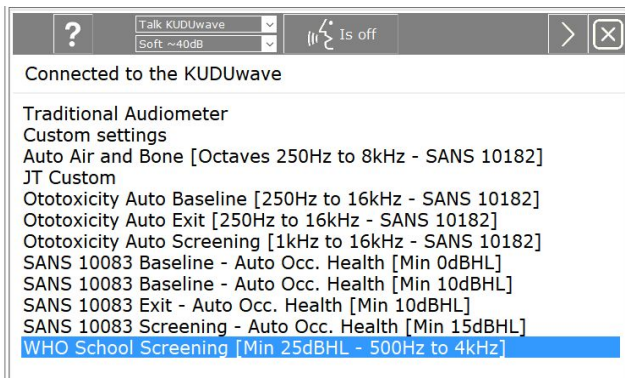 ?
Talk KUDUwave
Soft ~40dB
Is off
Connected to the KUDUwave
Traditional Audiometer
Custom settings
Auto Air and Bone [Octaves 250Hz to 8kHz - SANS 10182]
JT Custom
Ototoxicity Auto Baseline [250Hz to 16kHz - SANS 10182]
Ototoxicity Auto Exit [250Hz to 16kHz - SANS 10182]
Ototoxicity Auto Screening [1kHz to 16kHz - SANS 10182]
SANS 10083 Baseline - Auto Occ. Health [Min 0dBHL]
SANS 10083 Baseline - Auto Occ. Health [Min 10dBHL]
SANS 10083 Exit - Auto Occ. Health [Min 10dBHL]
SANS 10083 Screening - Auto Occ. Health [Min 15dBHL]
WHO School Screening [Min 25dBHL - 500Hz to 4kHz]